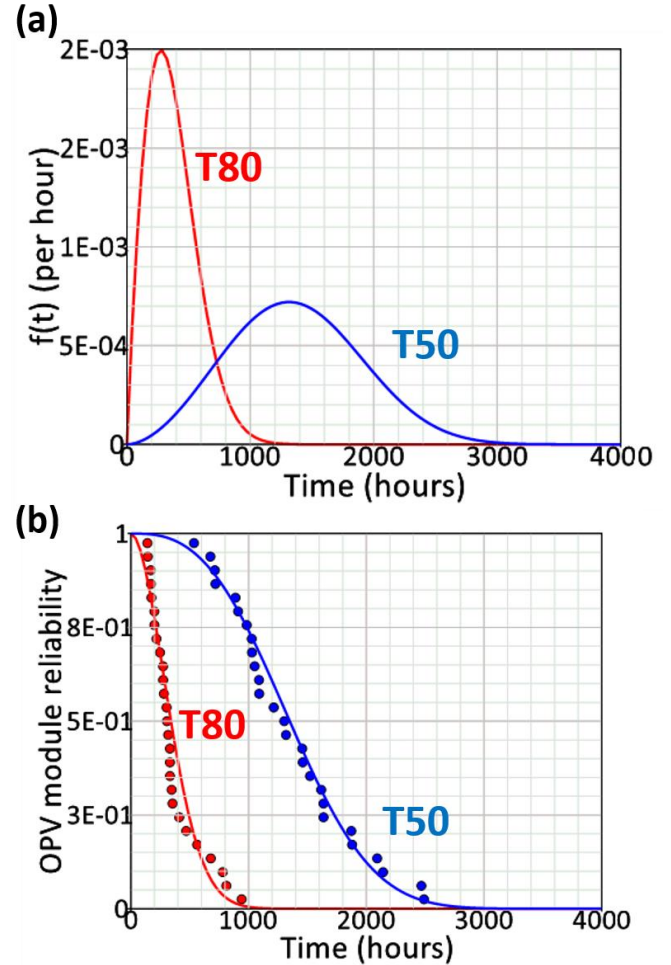 (a)
2E-03
2E-03
1E-03
5E-04
0
f(t) (per hour)
T80
T50
0
1000
2000
3000
4000
Time (hours)
(b)
1
8E-01
5E-01
3E-01
0
OPV module reliability
T80
T50
0
1000
2000
3000
4000
Time (hours)